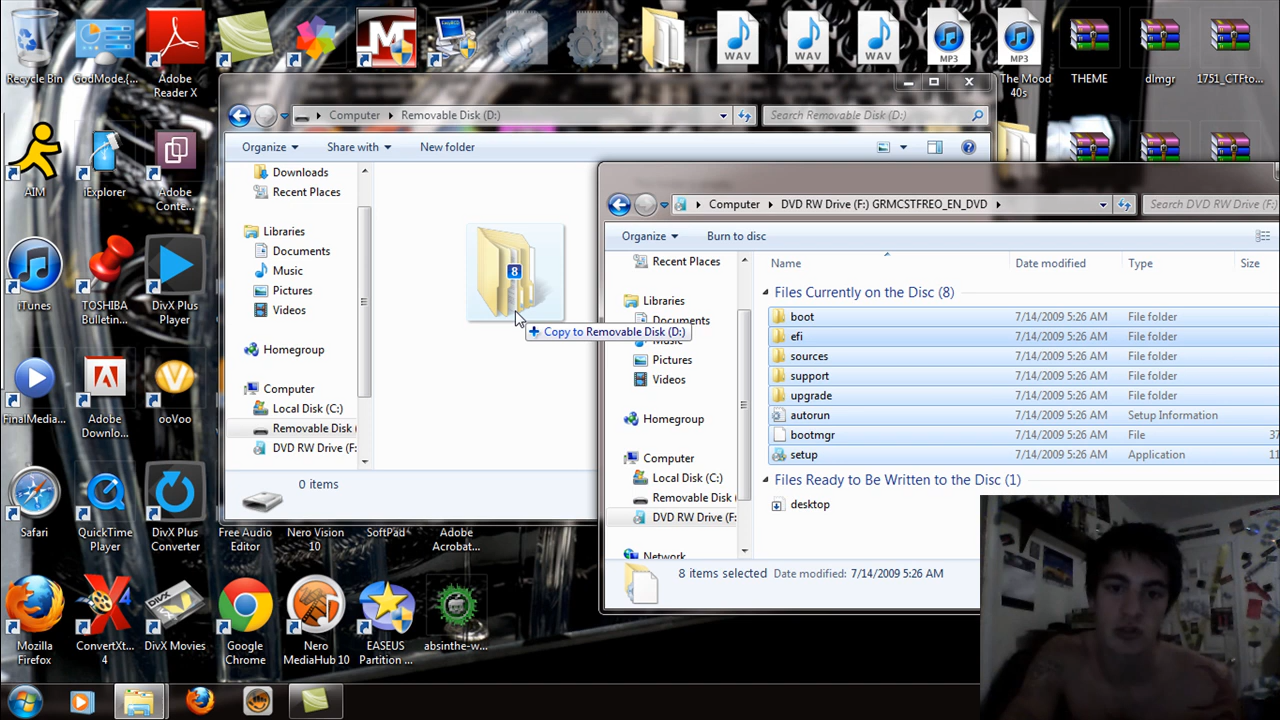 Recycle Bin
GodMode.{...
Adobe
Reader X
WAV
WAV
WAV
MP3
MP3
The Mood
40s
THEME
dlmgr
1751_CTFto...
AIM
iExplorer
Adobe
Conte...
iTunes
TOSHIBA
Bulletin...
DivX Plus
Player
FinalMedia...
Adobe
Downlo...
ooVoo
Safari
QuickTime
Player
DivX Plus
Converter
Free Audio
Editor
Nero Vision
10
SoftPad
Adobe
Acrobat...
Mozilla
Firefox
ConvertXt...
4
DivX Movies
Google
Chrome
Nero
MediaHub 10
EASEUS
Partition ...
absinthe-w...
Computer
Removable Disk (D:)
Search Removable Disk (D:)
Organize
Share with
New folder
Downloads
Recent Places
Libraries
Documents
Music
Pictures
Videos
Homegroup
Computer
Local Disk (C:)
Removable Disk (
DVD RW Drive (F:
0 items
8
Copy to Removable Disk (D:)
Computer
DVD RW Drive (F:) GRMCSTFREO_EN_DVD
Search DVD RW Drive (F:)
Organize
Burn to disc
Recent Places
Libraries
Documents
Music
Pictures
Videos
Homegroup
Computer
Local Disk (C:)
Removable Disk (
DVD RW Drive (F:
Network
Name
Date modified
Type
Size
Files Currently on the Disc (8)
boot 7/14/2009 5:26 AM File folder
efi 7/14/2009 5:26 AM File folder
sources 7/14/2009 5:26 AM File folder
support 7/14/2009 5:26 AM File folder
upgrade 7/14/2009 5:26 AM File folder
autorun 7/14/2009 5:26 AM Setup Information
bootmgr 7/14/2009 5:26 AM File 37
setup 7/14/2009 5:26 AM Application 11
Files Ready to Be Written to the Disc (1)
desktop
8 items selected Date modified: 7/14/2009 5:26 AM